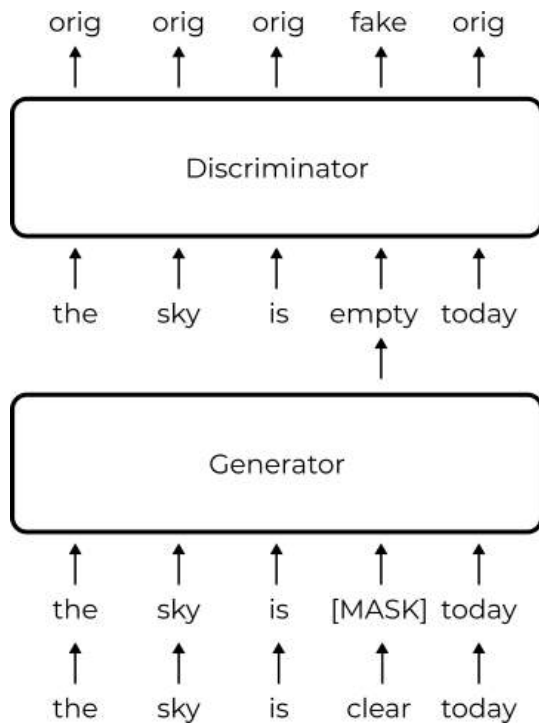 orig orig orig fake orig
Discriminator
the sky is empty today
Generator
the sky is [MASK] today
the sky is clear today